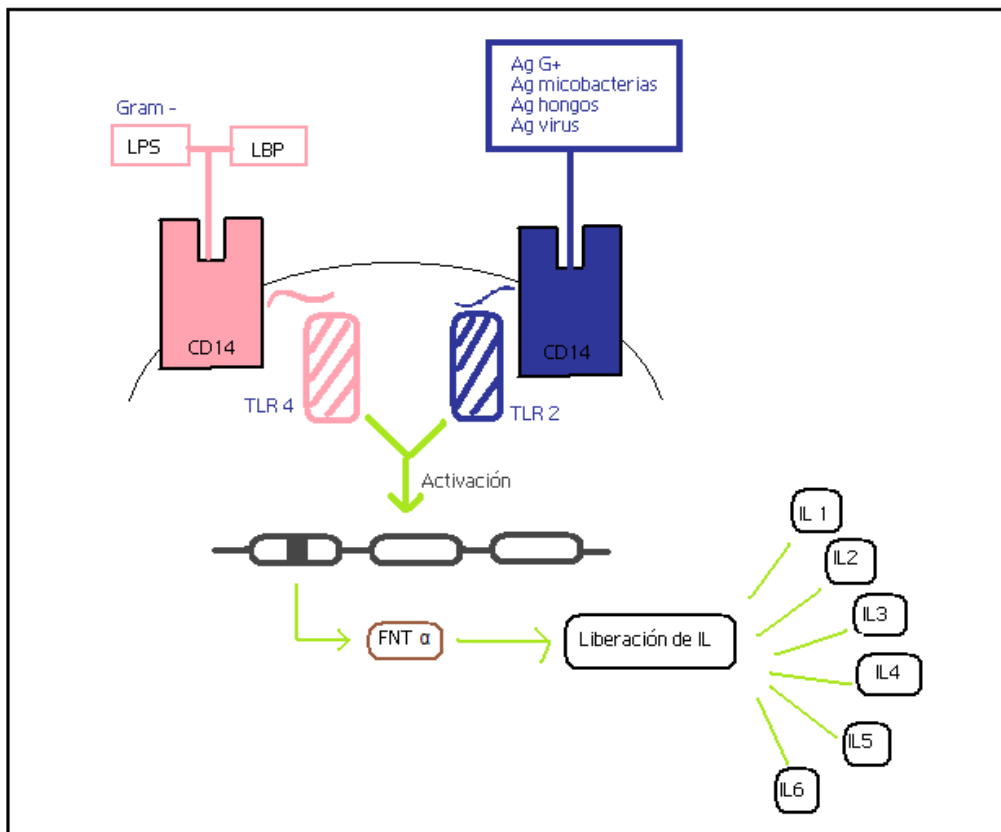 Ag G+
Ag micobacterias
Ag hongos
Ag virus
Gram -
LPS
LBP
CD14
CD14
TLR 4
TLR 2
Activación
IL 1
IL2
IL3
IL4
IL5
IL6
FNT α
Liberación de IL